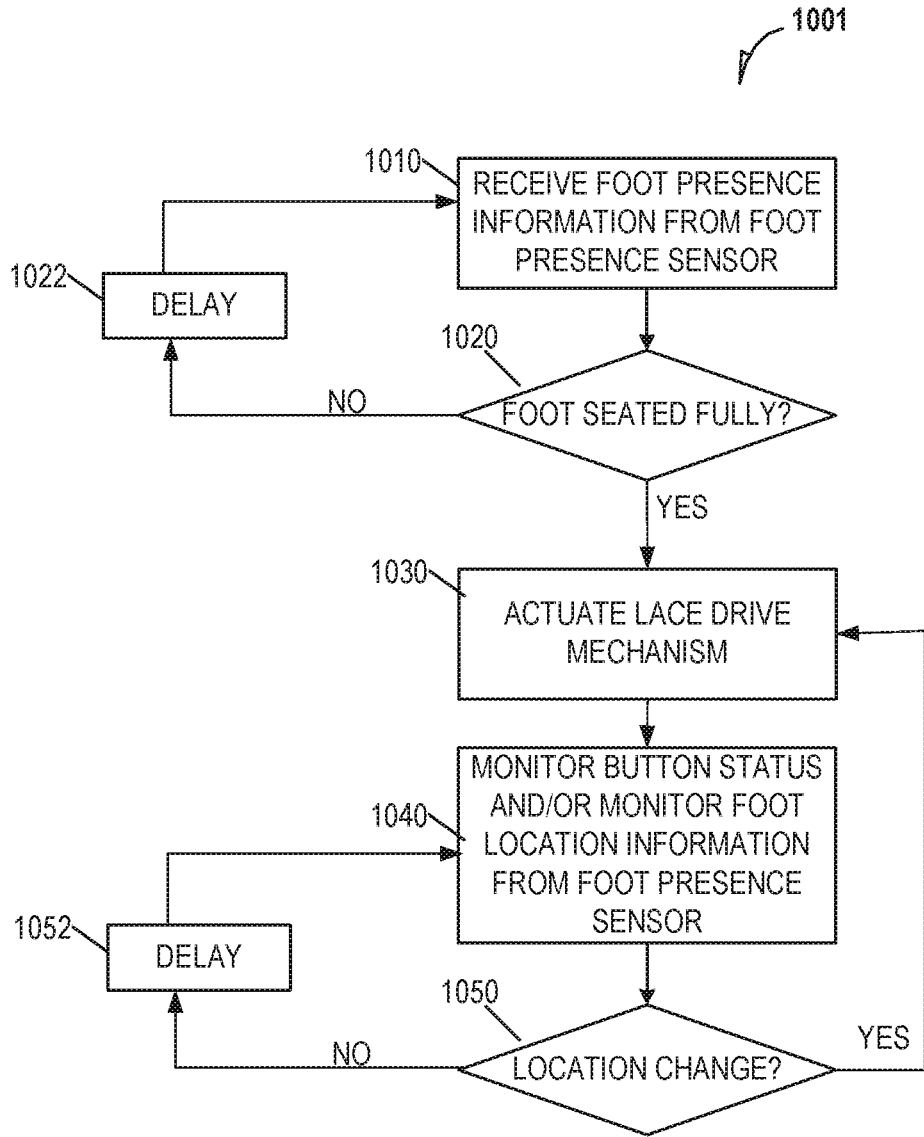 1001
1010
RECEIVE FOOT PRESENCE
INFORMATION FROM FOOT
PRESENCE SENSOR
1022
DELAY
1020
FOOT SEATED FULLY?
NO
YES
1030
ACTUATE LACE DRIVE
MECHANISM
1040
MONITOR BUTTON STATUS
AND/OR MONITOR FOOT
LOCATION INFORMATION
FROM FOOT PRESENCE
SENSOR
1052
DELAY
1050
LOCATION CHANGE?
NO
YES